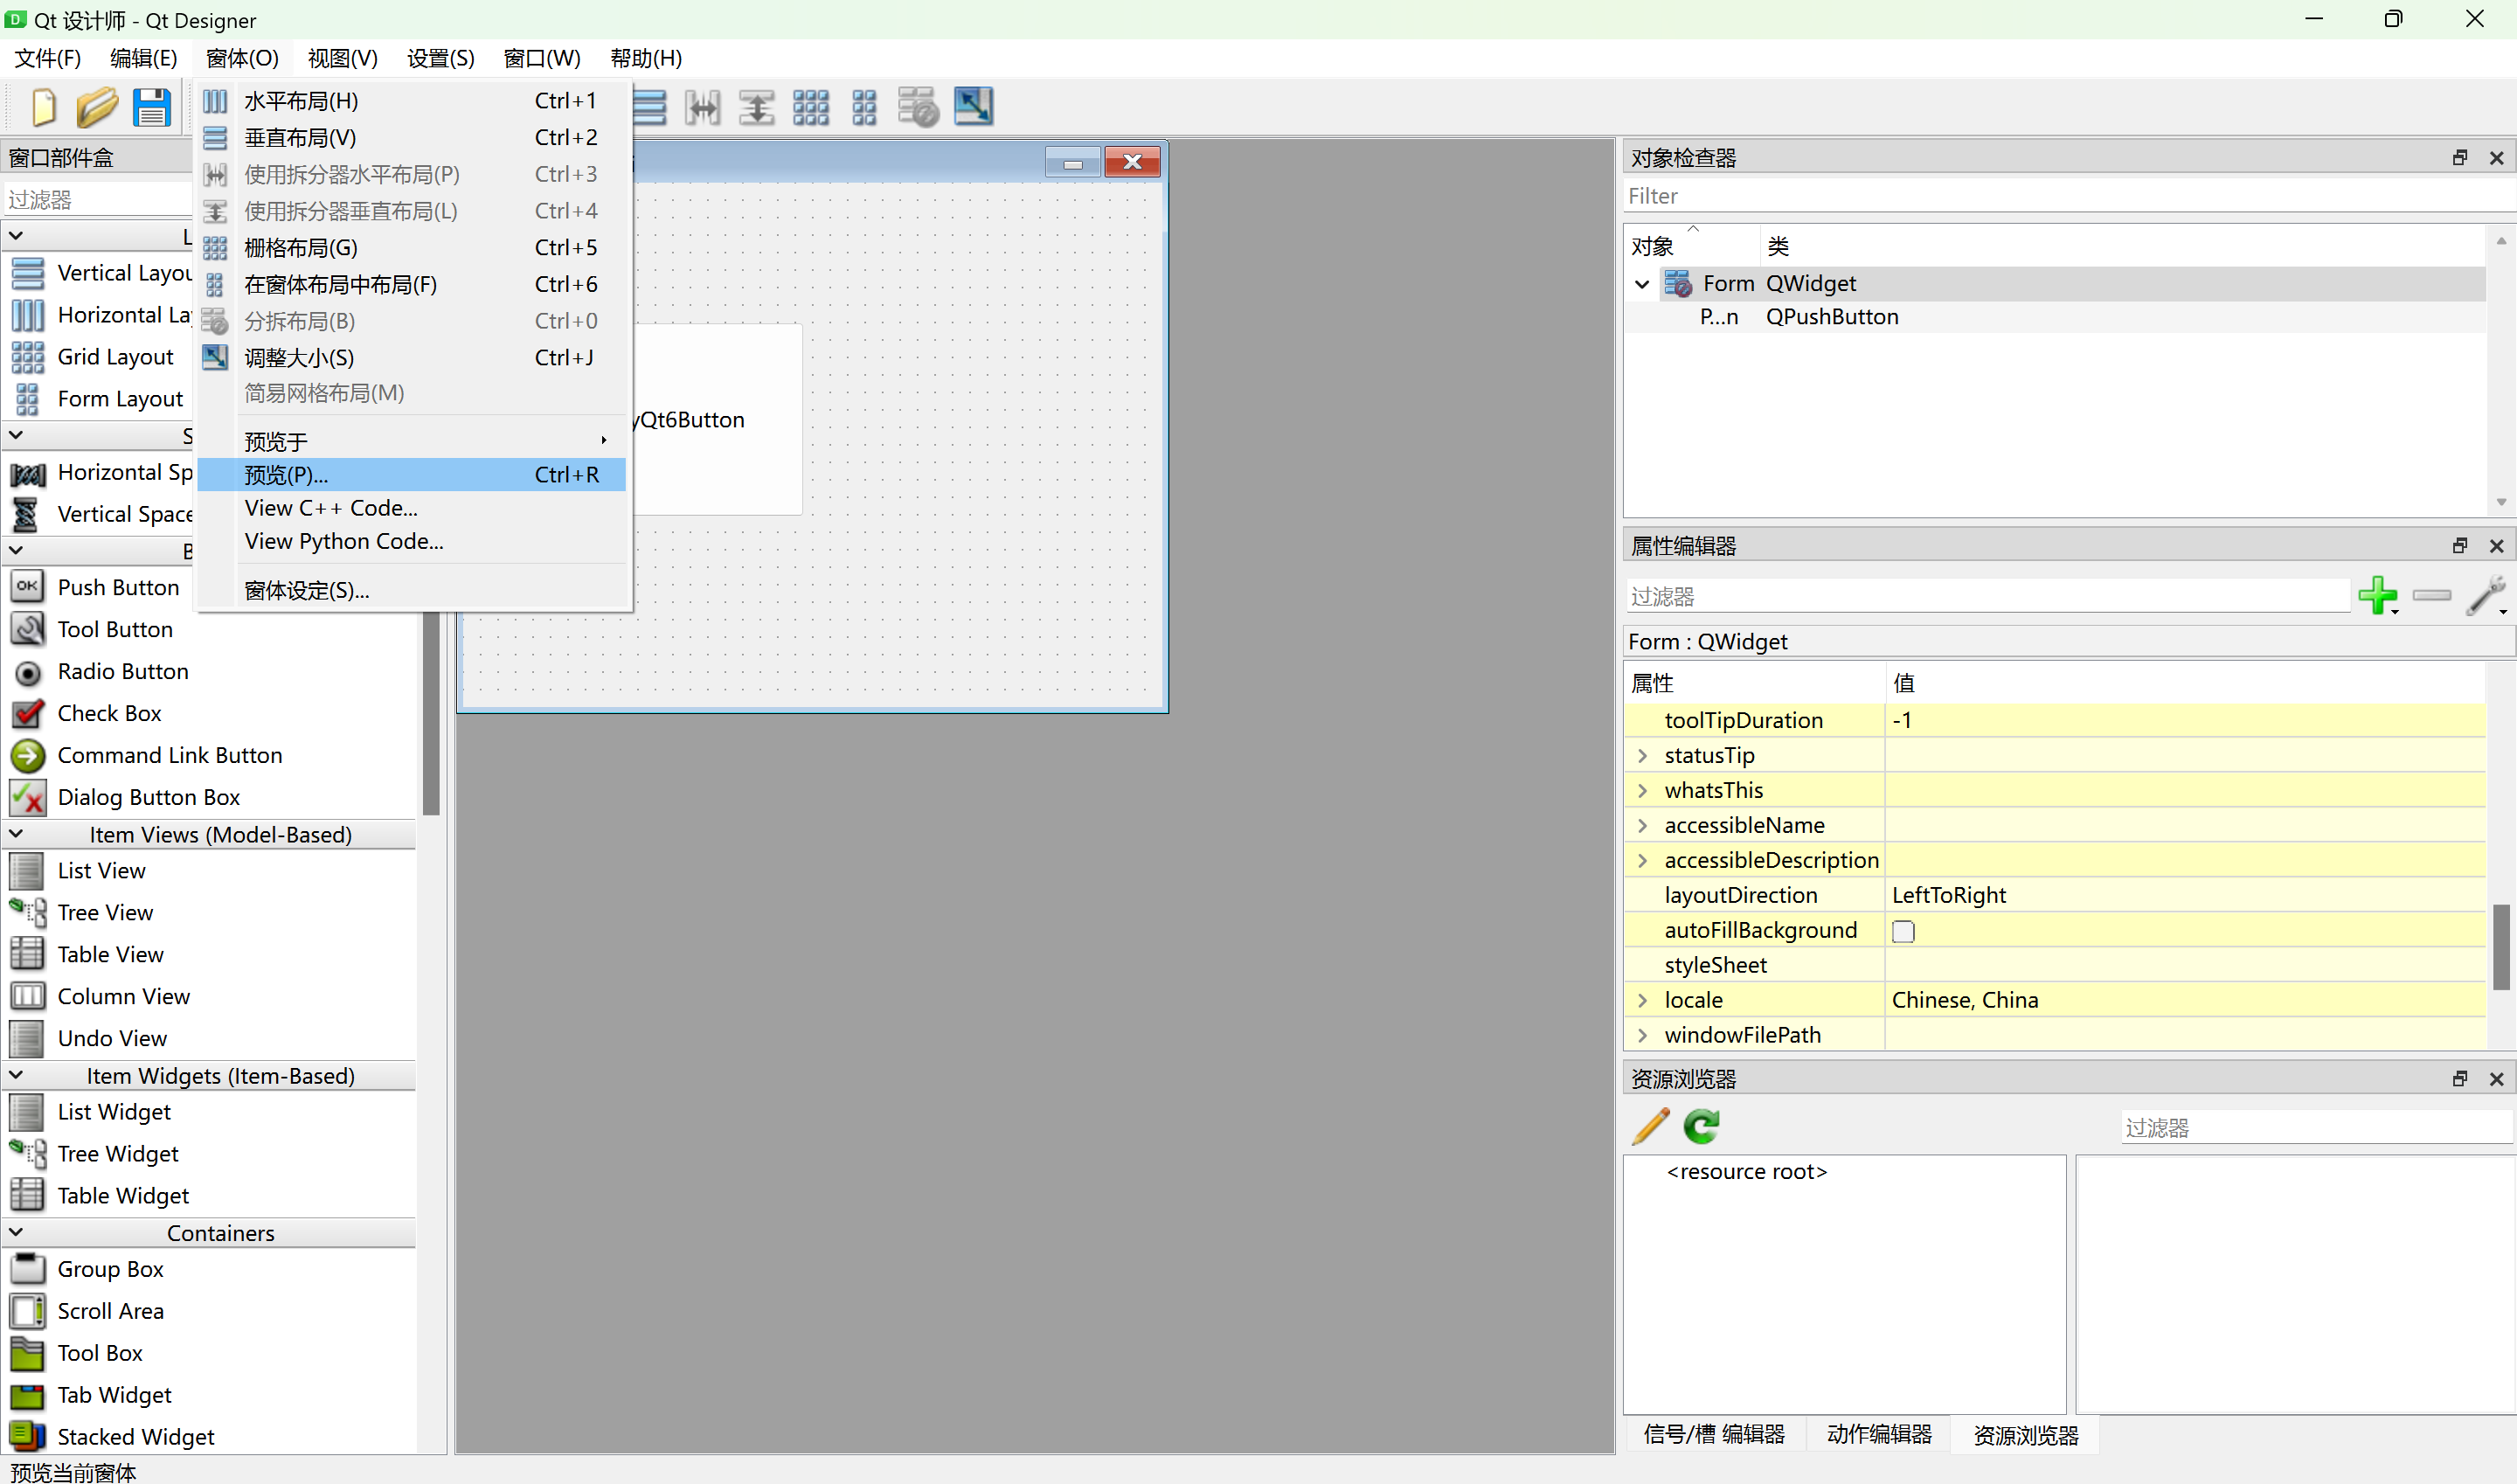 Qt 设计师 - Qt Designer
文件(F) 编辑(E) 窗体(O) 视图(V) 设置(S) 窗口(W) 帮助(H)
水平布局(H) Ctrl+1
垂直布局(V) Ctrl+2
使用拆分器水平布局(P) Ctrl+3
使用拆分器垂直布局(L) Ctrl+4
栅格布局(G) Ctrl+5
在窗体布局中布局(F) Ctrl+6
分拆布局(B) Ctrl+0
调整大小(S) Ctrl+J
简易网格布局(M)
预览于
预览(P)... Ctrl+R
View C++ Code...
View Python Code...
窗体设定(S)...
窗口部件盒
过滤器
L
Vertical Layou
Horizontal La
Grid Layout
Form Layout
S
Horizontal Sp
Vertical Space
B
OK
Push Button
Tool Button
Radio Button
Check Box
Command Link Button
Dialog Button Box
Item Views (Model-Based)
List View
Tree View
Table View
Column View
Undo View
Item Widgets (Item-Based)
List Widget
Tree Widget
Table Widget
Containers
Group Box
Scroll Area
Tool Box
Tab Widget
Stacked Widget
yQt6Button
对象检查器
Filter
对象 类
Form QWidget
P...n QPushButton
属性编辑器
过滤器
Form : QWidget
属性 值
toolTipDuration -1
statusTip
whatsThis
accessibleName
accessibleDescription
layoutDirection LeftToRight
autoFillBackground
styleSheet
locale Chinese, China
windowFilePath
资源浏览器
过滤器
<resource root>
信号/槽 编辑器 动作编辑器 资源浏览器
预览当前窗体